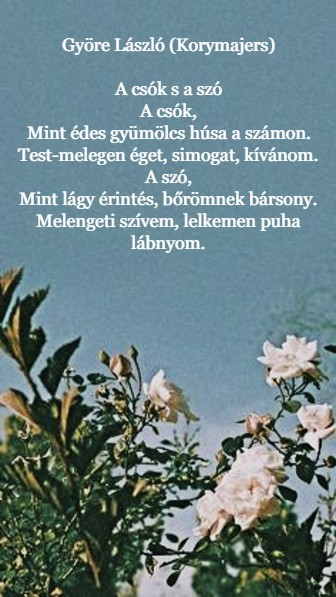 Györe László (Korymajers)
A csók s a szó
A csók,
Mint édes gyümölcs húsa a számon.
Test-melegen éget, simogat, kívánom.
A szó,
Mint lágy érintés, bőrömnek bársony.
Melengeti szívem, lelkemen puha
lábnyom.